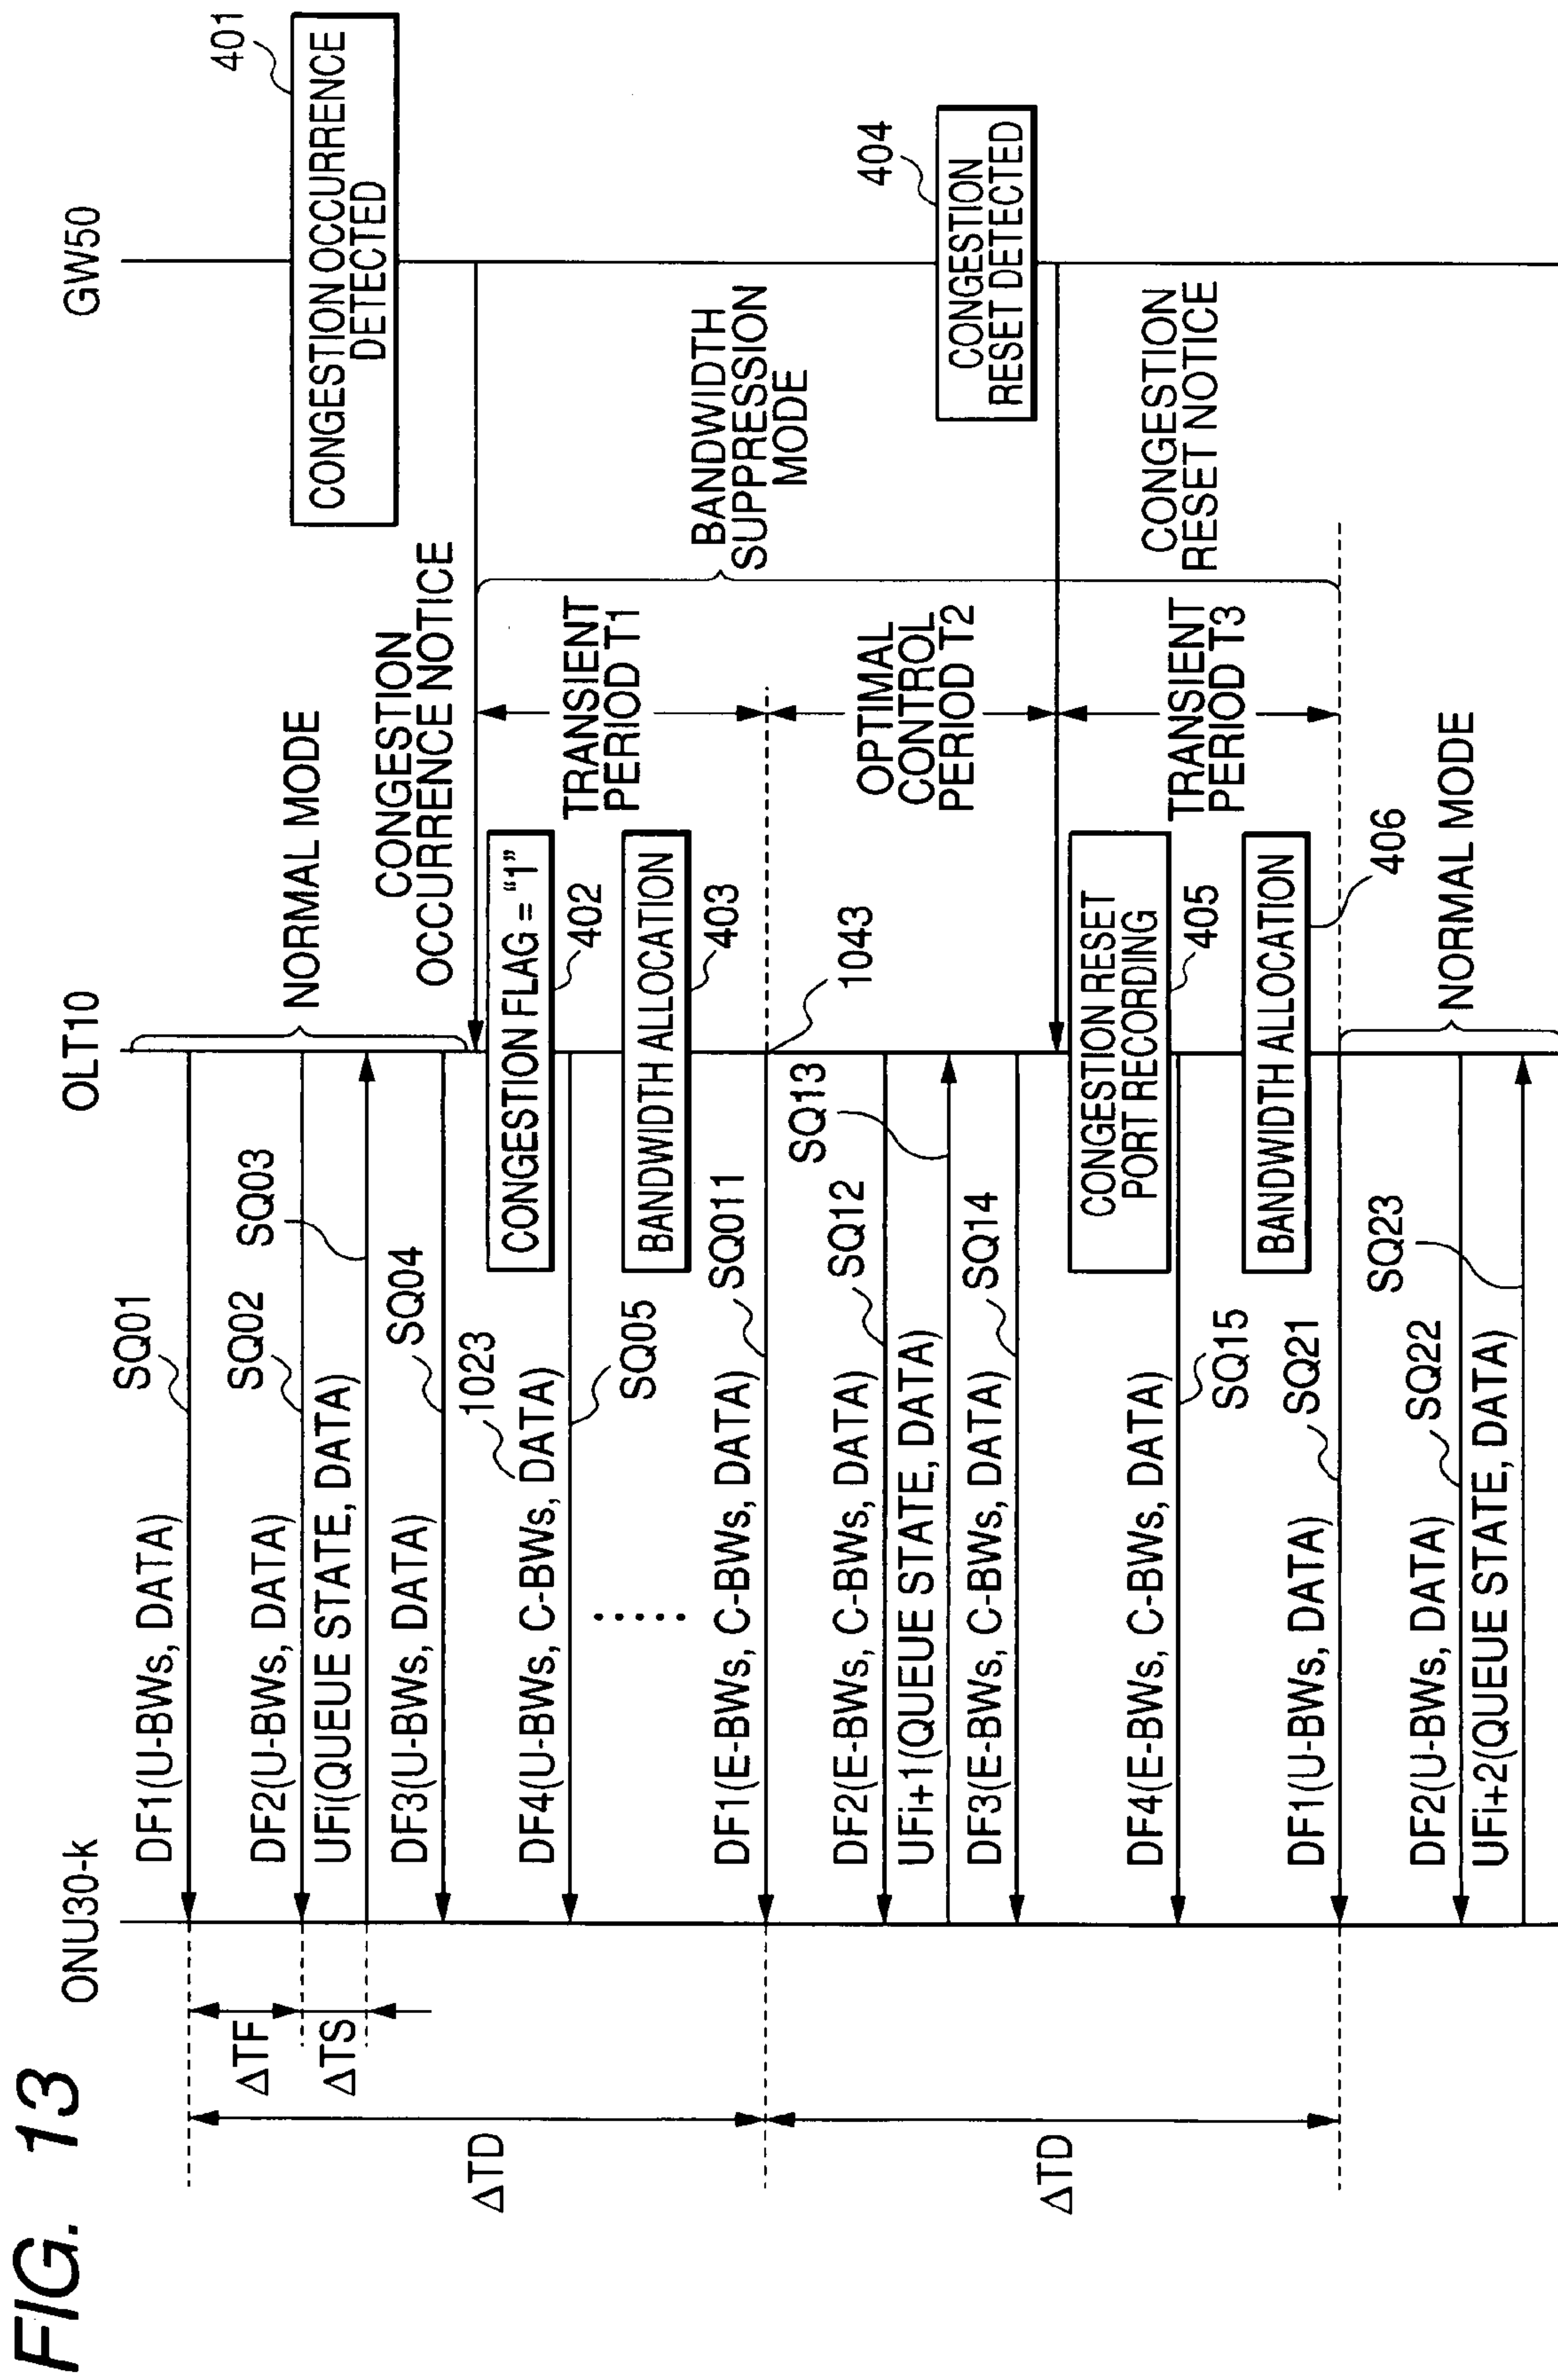 FIG. 13
ONU30-k
OLT10
GW50
DF1(U-BWs, DATA)
SQ01
ΔTF
DF2(U-BWs, DATA)
SQ02
NORMAL MODE
CONGESTION OCCURRENCE
DETECTED
401
ΔTS
UFi(QUEUE STATE, DATA)
SQ03
DF3(U-BWs, DATA)
SQ04
CONGESTION
OCCURRENCE NOTICE
ΔTD
1023
CONGESTION FLAG = "1"
402
DF4(U-BWs, C-BWs, DATA)
SQ05
TRANSIENT
PERIOD T1
BANDWIDTH ALLOCATION
403
BANDWIDTH
SUPPRESSION
MODE
DF1(E-BWs, C-BWs, DATA)
SQ011
1043
DF2(E-BWs, C-BWs, DATA)
SQ12
SQ13
OPTIMAL
CONTROL
PERIOD T2
404
UFi+1(QUEUE STATE, DATA)
CONGESTION
RESET DETECTED
DF3(E-BWs, C-BWs, DATA)
SQ14
ΔTD
CONGESTION RESET
PORT RECORDING
405
DF4(E-BWs, C-BWs, DATA)
SQ15
TRANSIENT
PERIOD T3
CONGESTION
RESET NOTICE
BANDWIDTH ALLOCATION
406
DF1(U-BWs, DATA)
SQ21
DF2(U-BWs, DATA)
SQ22
NORMAL MODE
UFi+2(QUEUE STATE, DATA)
SQ23